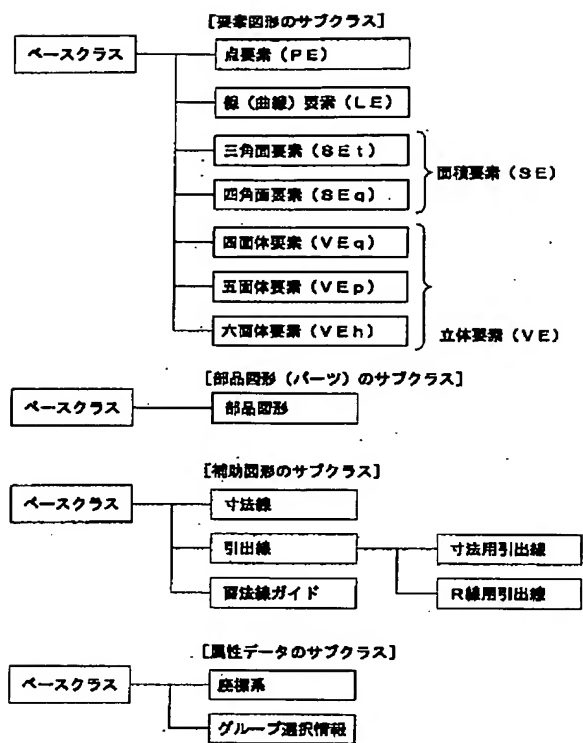 ［要素図形のサブクラス］
ベースクラス
点要素（ＰＥ）
線（曲線）要素（ＬＥ）
三角面要素（ＳＥｔ）
四角面要素（ＳＥｑ）
面積要素（ＳＥ）
四面体要素（ＶＥｑ）
五面体要素（ＶＥｐ）
六面体要素（ＶＥｈ）
立体要素（ＶＥ）
［部品図形（パーツ）のサブクラス］
ベースクラス
部品図形
［補助図形のサブクラス］
ベースクラス
寸法線
引出線
寸法用引出線
面法線ガイド
Ｒ線用引出線
［属性データのサブクラス］
ベースクラス
座標系
グループ選択情報